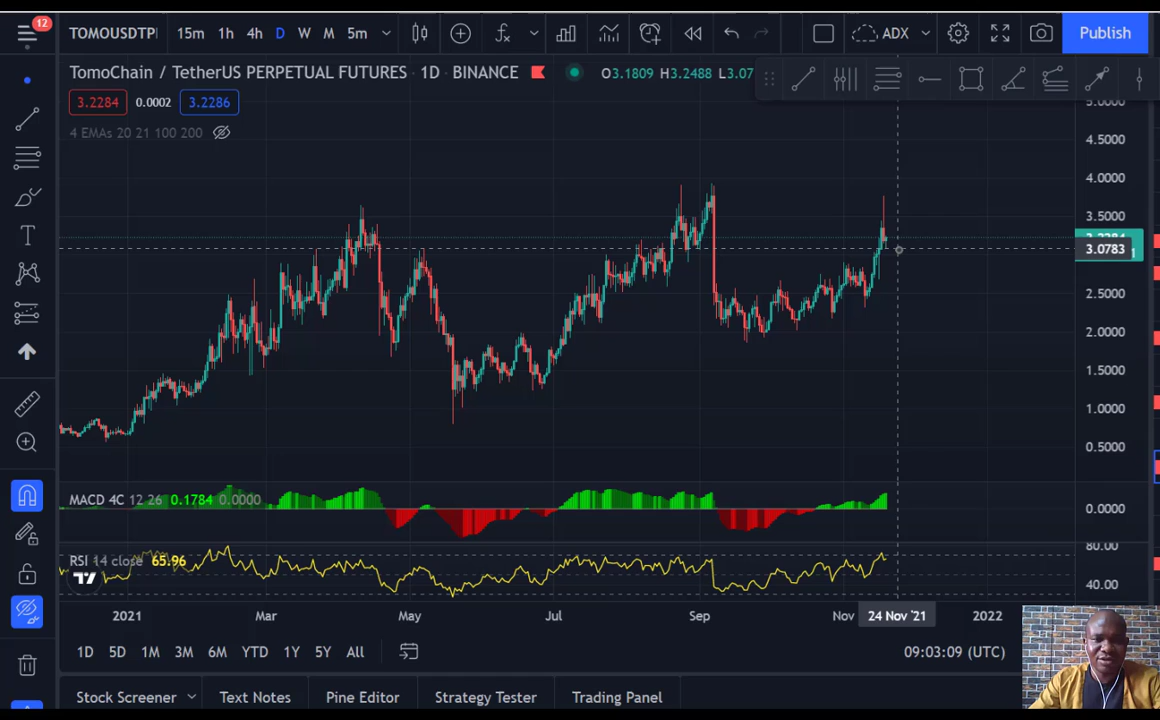 12 TOMOUSDTP 15m 1h 4h D W M 5m ADX Publish
TomoChain / TetherUS PERPETUAL FUTURES · 1D · BINANCE O3.1809 H3.2488 L3.07
3.2284 0.0002 3.2286
4 EMAs 20 21 100 200
5.0000
4.5000
4.0000
3.5000
3.2284
3.0783
2.5000
2.0000
1.5000
1.0000
0.5000
MACD 4C 12 26 0.1784 0.0000
0.0000
80.00
RSI 14 close 65.96
40.00
2021 Mar May Jul Sep Nov 24 Nov '21 2022
1D 5D 1M 3M 6M YTD 1Y 5Y All 09:03:09 (UTC)
Stock Screener Text Notes Pine Editor Strategy Tester Trading Panel